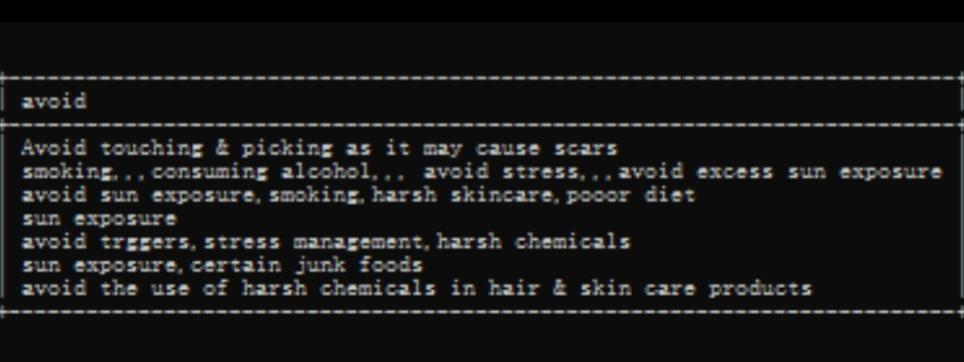 avoid
Avoid touching & picking as it may cause scars
smoking,,,consuming alcohol,,, avoid stress,,,avoid excess sun exposure
avoid sun exposure,smoking,harsh skincare,pooor diet
sun exposure
avoid trggers,stress management,harsh chemicals
sun exposure,certain junk foods
avoid the use of harsh chemicals in hair & skin care products